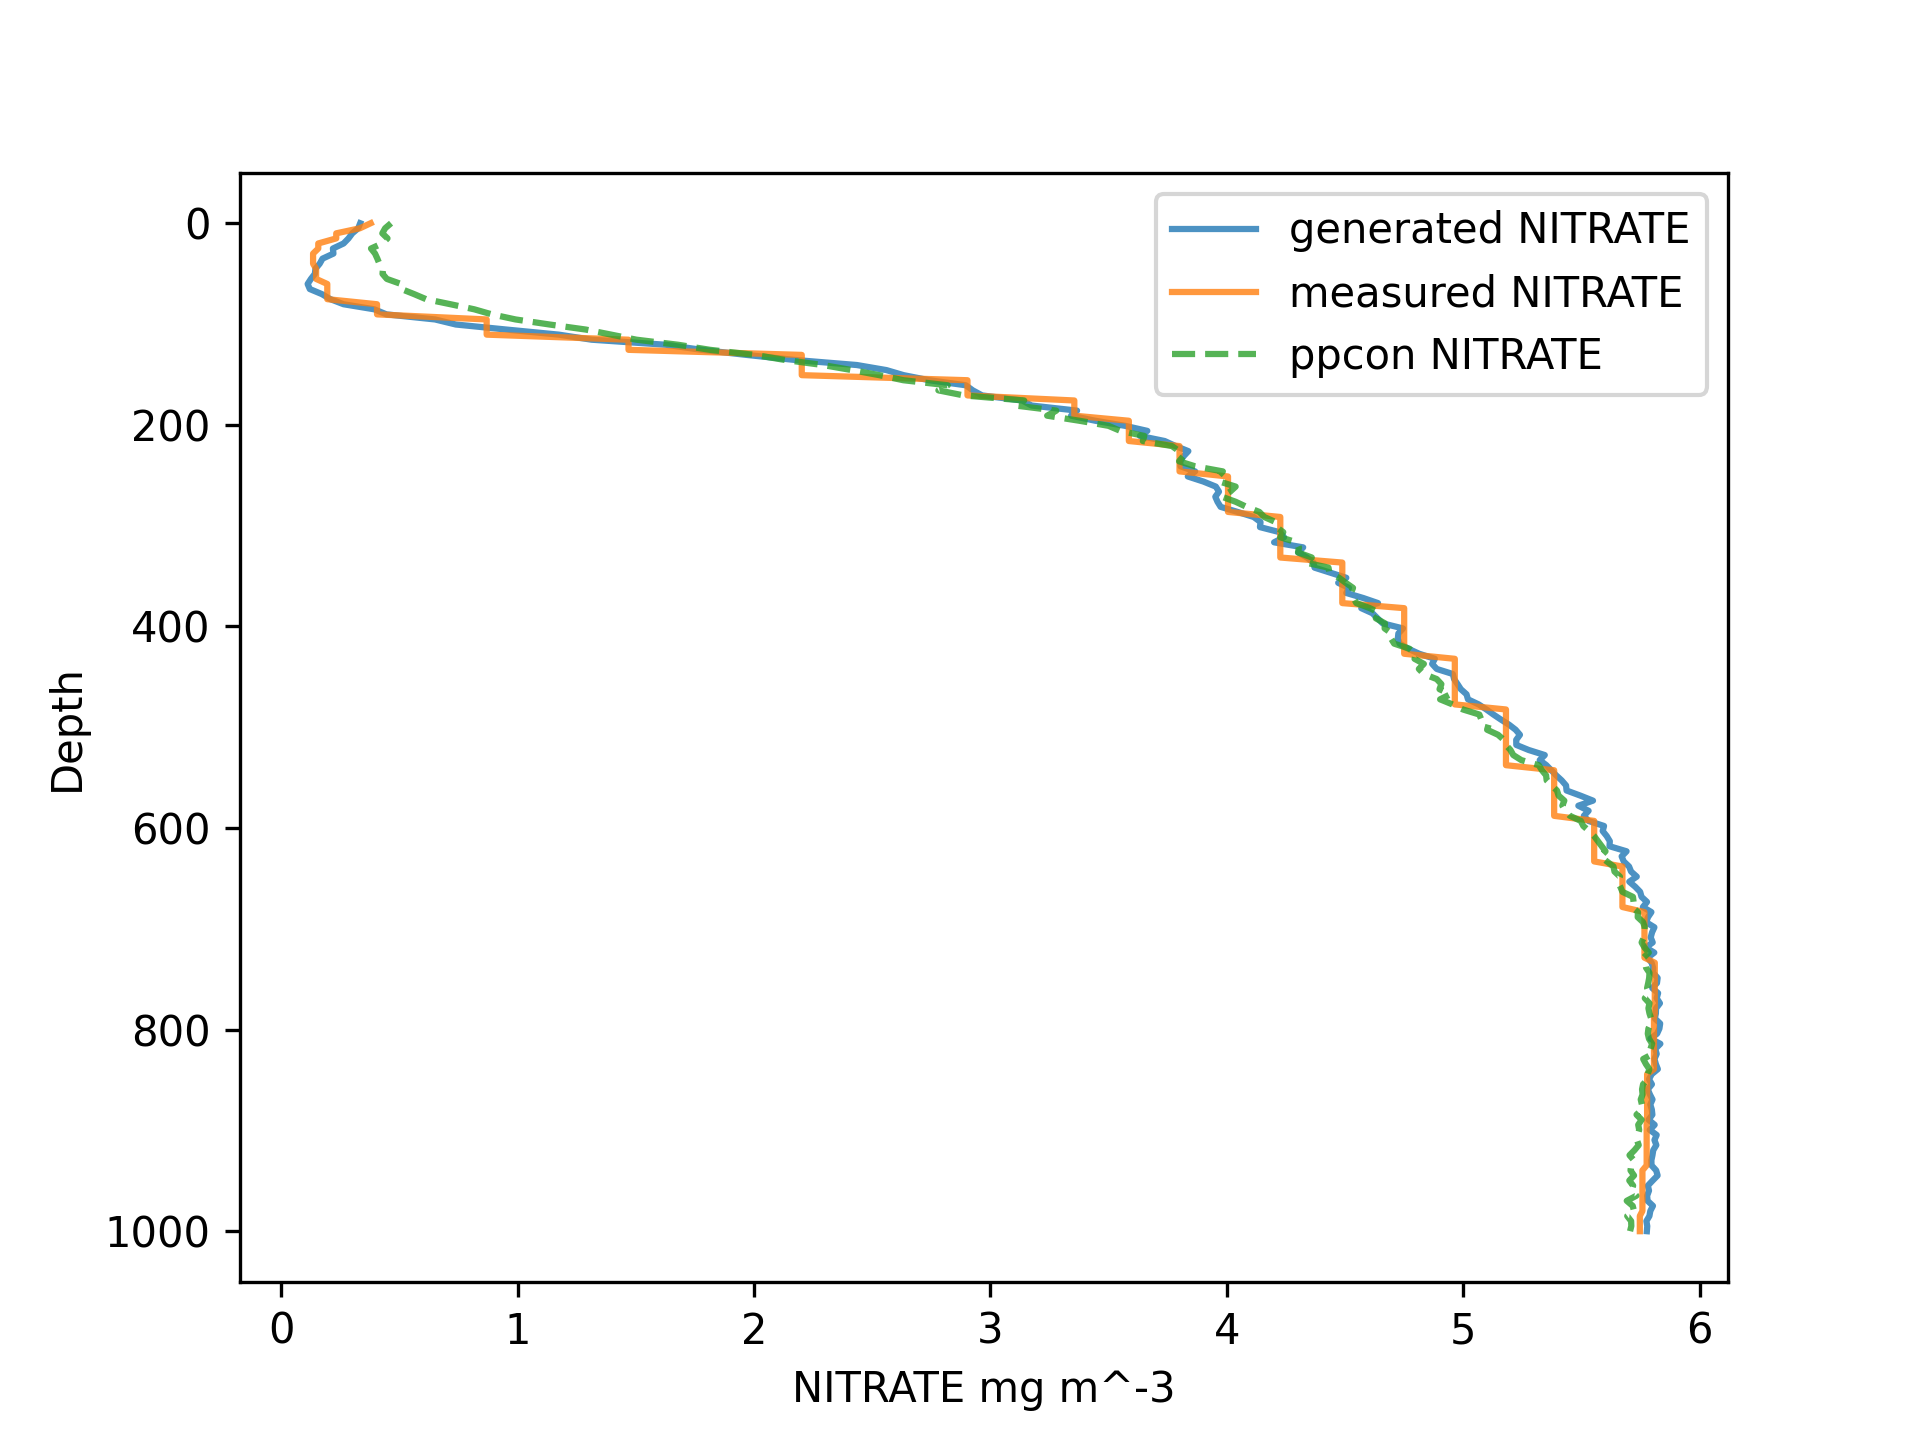 generated NITRATE
measured NITRATE
ppcon NITRATE
0
200
400
600
800
1000
Depth
0 1 2 3 4 5 6
NITRATE mg m^-3